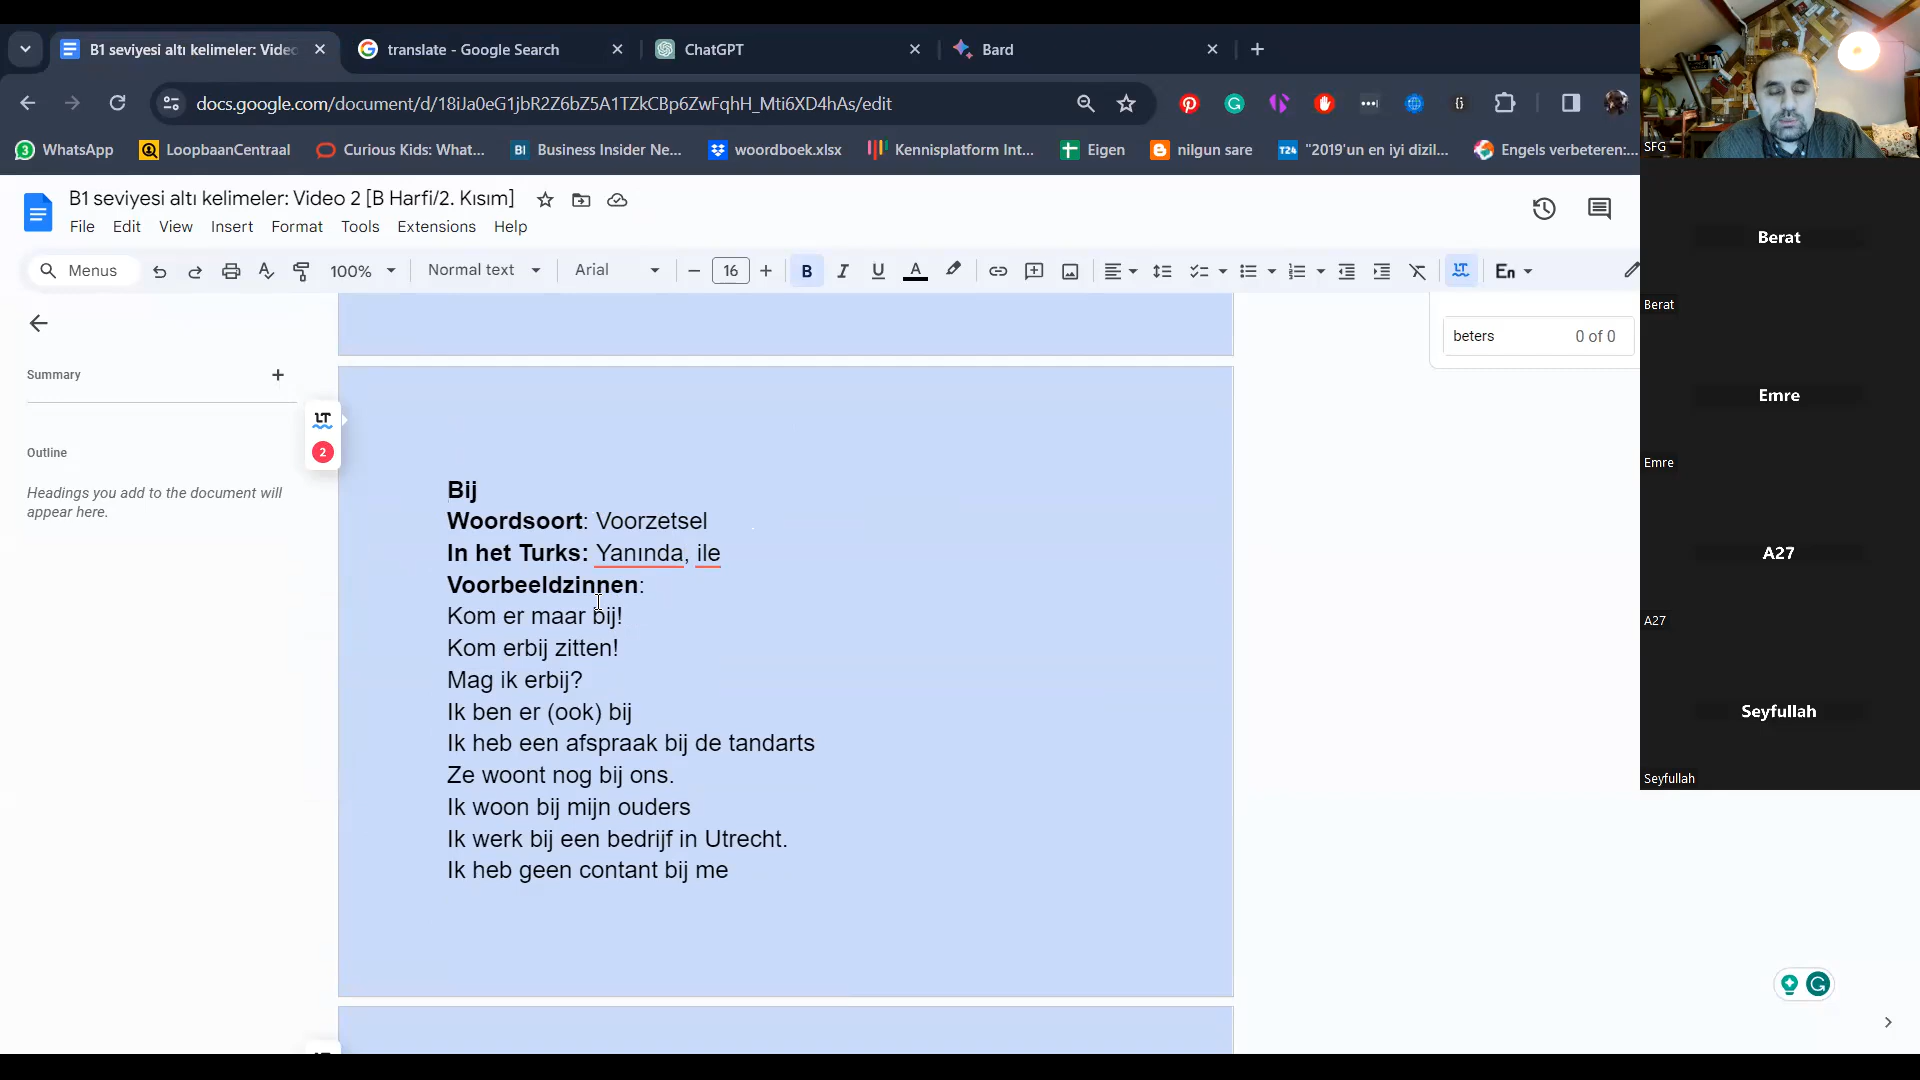 B1 seviyesi altı kelimeler: Vide
translate - Google Search
ChatGPT
Bard
docs.google.com/document/d/18iJa0eG1jbR2Z6bZ5A1TZkCBp6ZwFqhH_Mti6XD4hAs/edit
3 WhatsApp
LoopbaanCentraal
Curious Kids: What...
BI Business Insider Ne...
woordboek.xlsx
Kennisplatform Int...
Eigen
nilgun sare
T24 "2019'un en iyi dizil...
Engels verbeteren:...
SFG
B1 seviyesi altı kelimeler: Video 2 [B Harfi/2. Kısım]
File Edit View Insert Format Tools Extensions Help
Menus 100% Normal text Arial 16 B I U A En
beters 0 of 0
Summary
LT
2
Outline
Headings you add to the document will
appear here.
Bij
Woordsoort: Voorzetsel
In het Turks: Yanında, ile
Voorbeeldzinnen:
Kom er maar bij!
Kom erbij zitten!
Mag ik erbij?
Ik ben er (ook) bij
Ik heb een afspraak bij de tandarts
Ze woont nog bij ons.
Ik woon bij mijn ouders
Ik werk bij een bedrijf in Utrecht.
Ik heb geen contant bij me
Berat
Berat
Emre
Emre
A27
A27
Seyfullah
Seyfullah